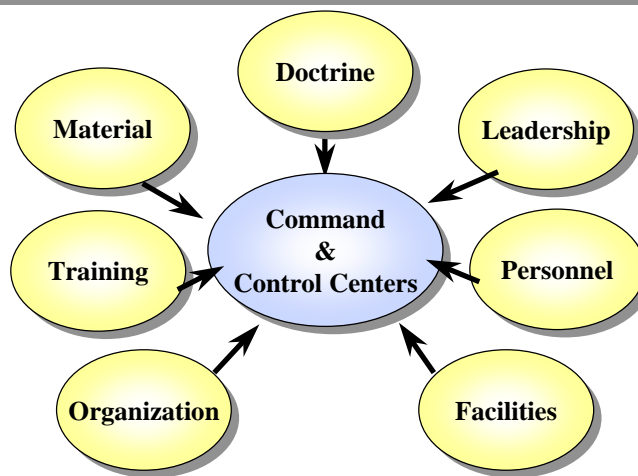 Doctrine
Material
Leadership
Command
&
Control Centers
Training
Personnel
Organization
Facilities